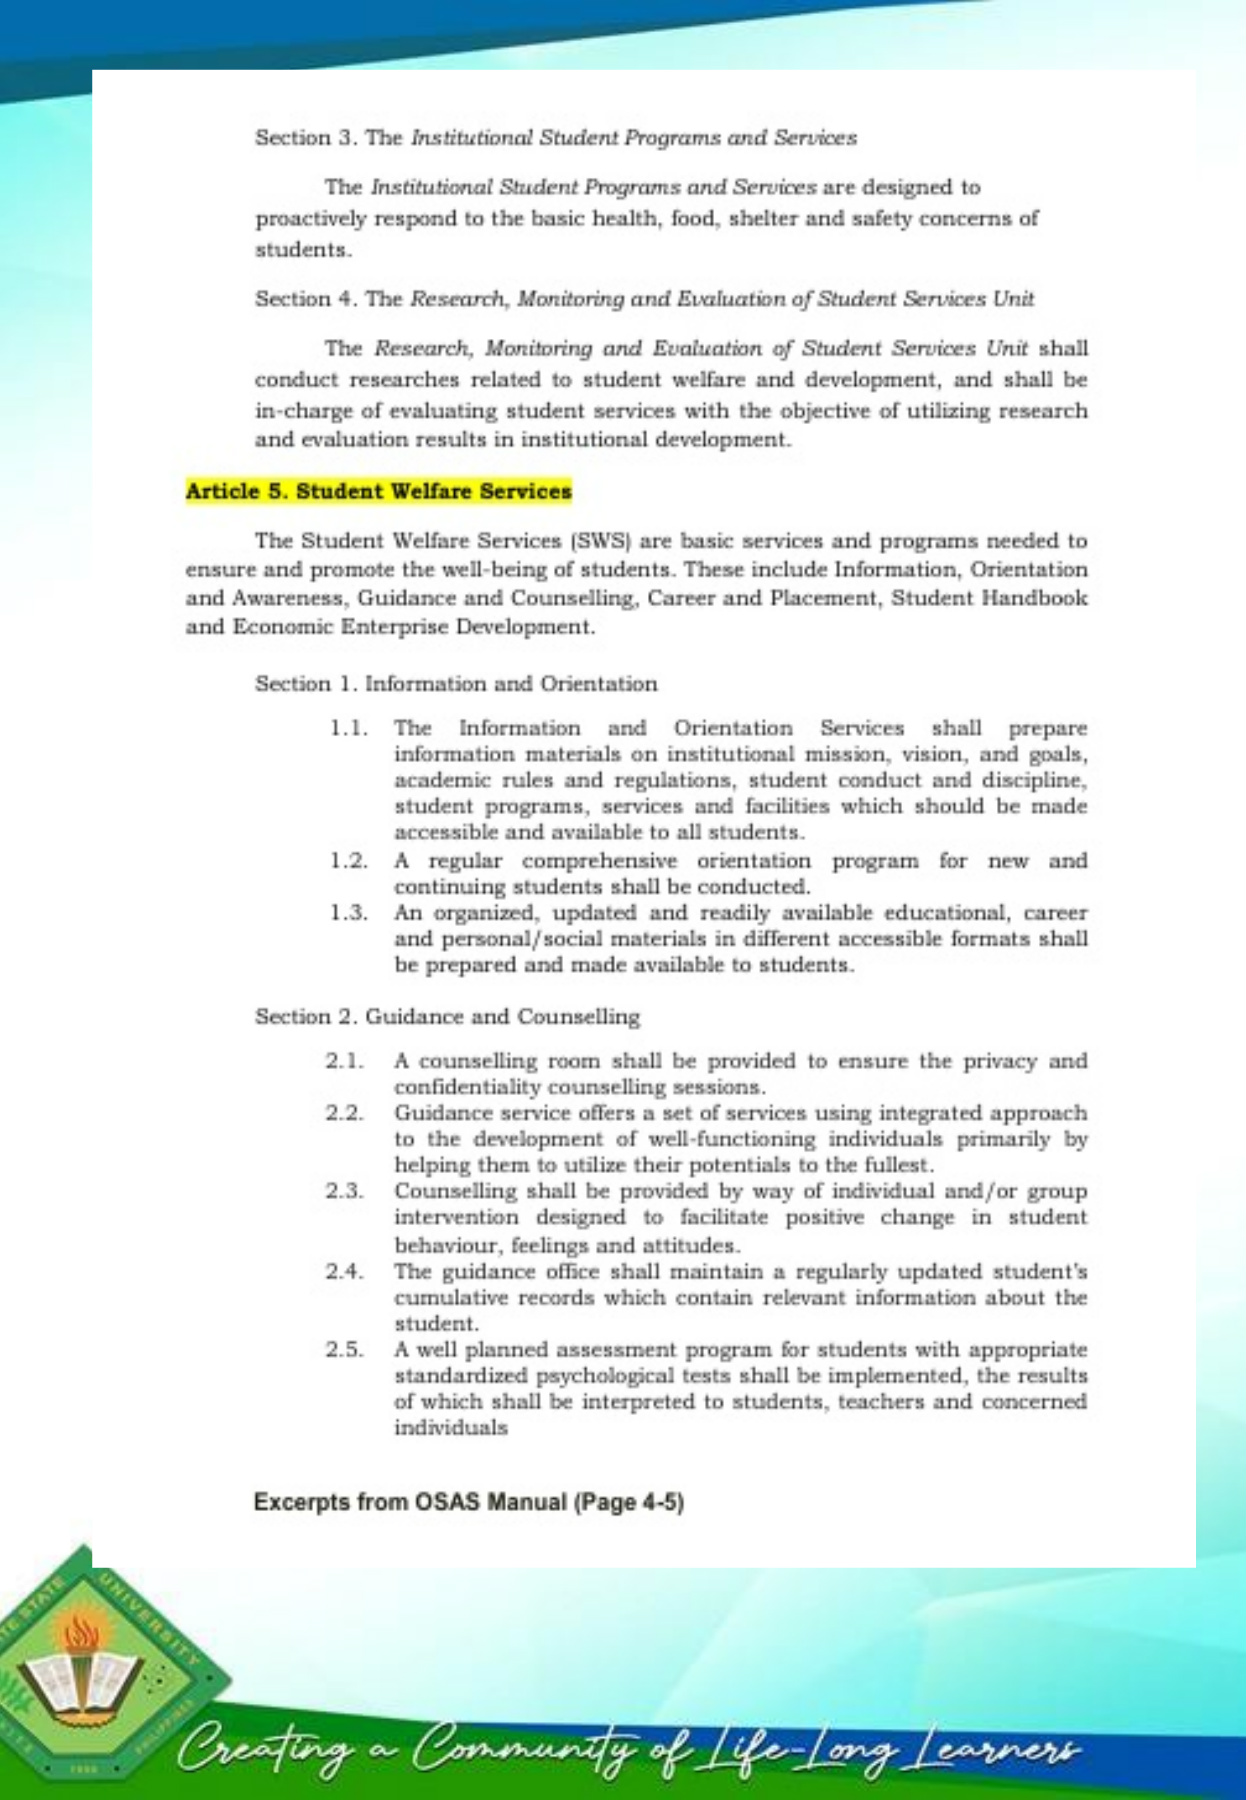 Section 3. The Institutional Student Programs and Services
The Institutional Student Programs and Services are designed to
proactively respond to the basic health, food, shelter and safety concerns of
students.
Section 4. The Research, Monitoring and Evaluation of Student Services Unit
The Research, Monitoring and Evaluation of Student Services Unit shall
conduct researches related to student welfare and development, and shall be
in-charge of evaluating student services with the objective of utilizing research
and evaluation results in institutional development.
Article 5. Student Welfare Services
The Student Welfare Services (SWS) are basic services and programs needed to
ensure and promote the well-being of students. These include Information, Orientation
and Awareness, Guidance and Counselling, Career and Placement, Student Handbook
and Economic Enterprise Development.
Section 1. Information and Orientation
1.1. The Information and Orientation Services shall prepare
information materials on institutional mission, vision, and goals,
academic rules and regulations, student conduct and discipline,
student programs, services and facilities which should be made
accessible and available to all students.
1.2. A regular comprehensive orientation program for new and
continuing students shall be conducted.
1.3. An organized, updated and readily available educational, career
and personal/social materials in different accessible formats shall
be prepared and made available to students.
Section 2. Guidance and Counselling
2.1. A counselling room shall be provided to ensure the privacy and
confidentiality counselling sessions.
2.2. Guidance service offers a set of services using integrated approach
to the development of well-functioning individuals primarily by
helping them to utilize their potentials to the fullest.
2.3. Counselling shall be provided by way of individual and/or group
intervention designed to facilitate positive change in student
behaviour, feelings and attitudes.
2.4. The guidance office shall maintain a regularly updated student's
cumulative records which contain relevant information about the
student.
2.5. A well planned assessment program for students with appropriate
standardized psychological tests shall be implemented, the results
of which shall be interpreted to students, teachers and concerned
individuals
Excerpts from OSAS Manual (Page 4-5)
STATE UNIVERSITY
PHILIPPINES
Creating a Community of Life-Long Learners